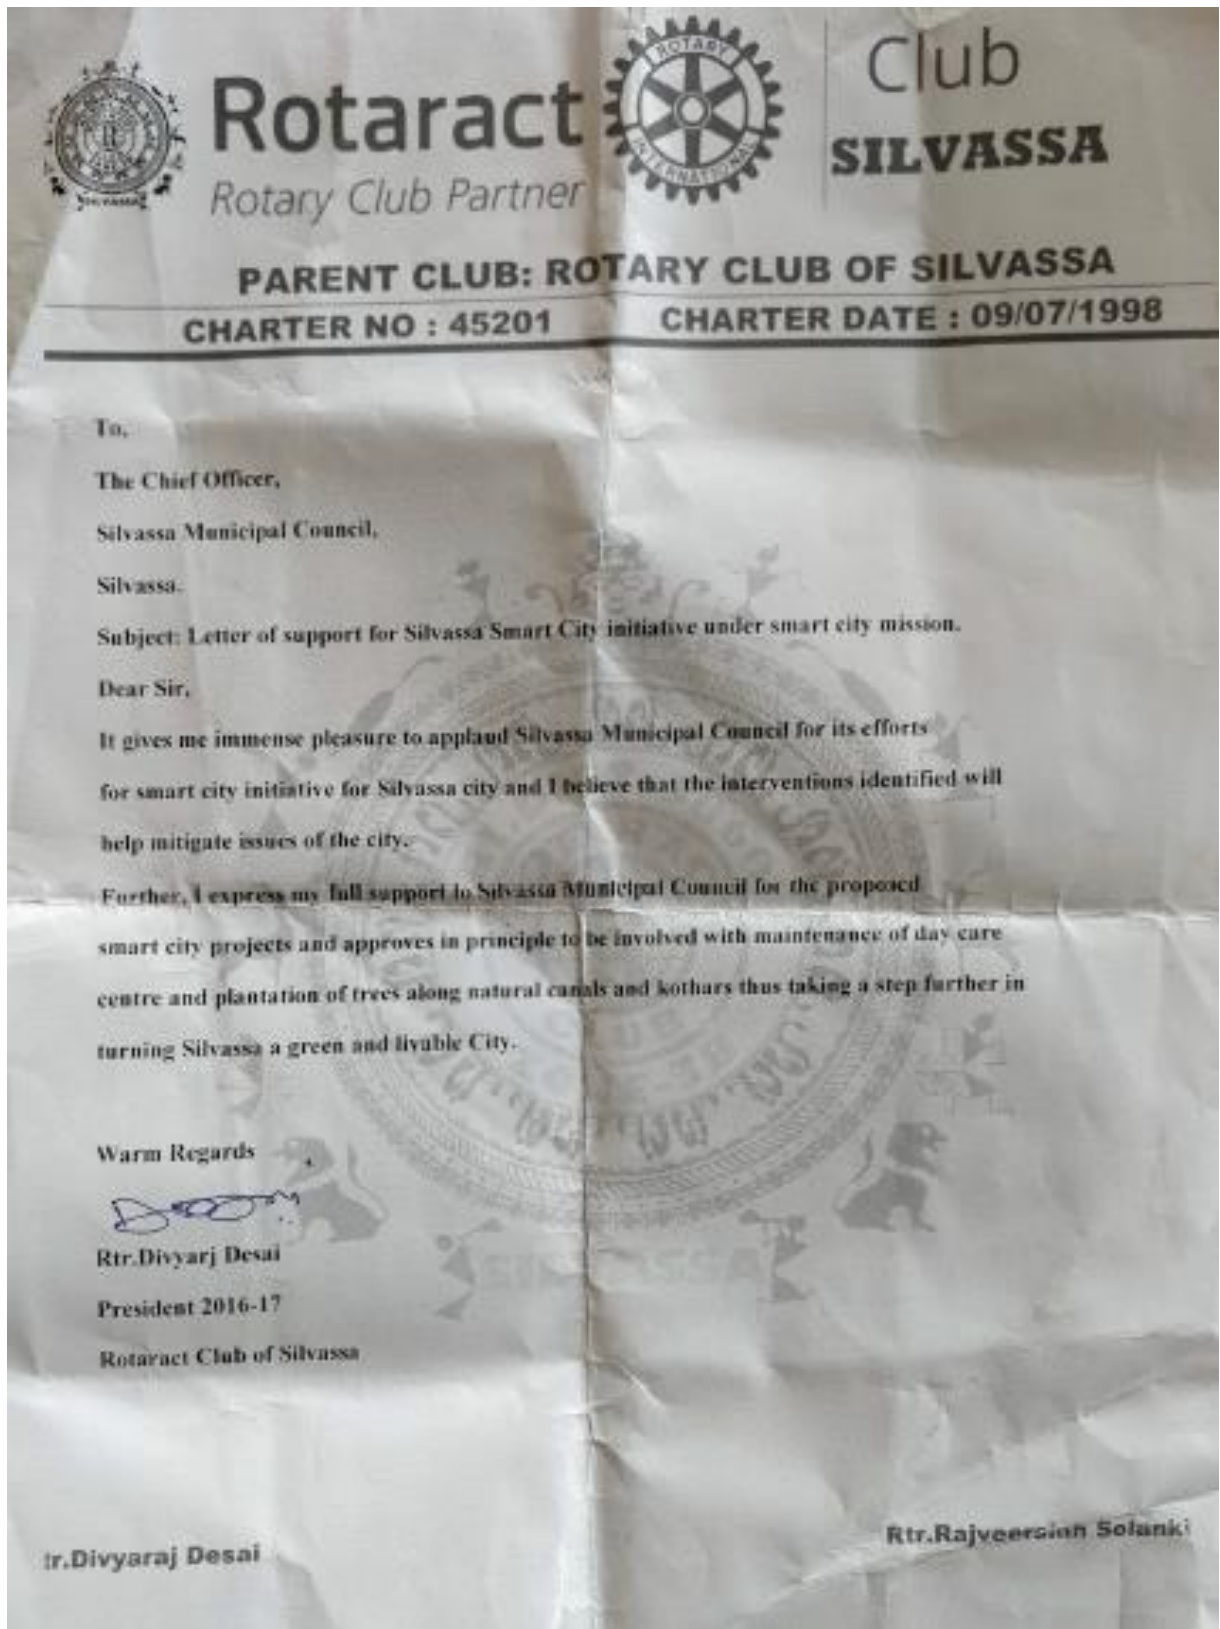 Rotaract
Rotary Club Partner
ROTARY
INTERNATIONAL
Club
SILVASSA
SILVASSA
PARENT CLUB: ROTARY CLUB OF SILVASSA
CHARTER NO : 45201 CHARTER DATE : 09/07/1998
To,
The Chief Officer,
Silvassa Municipal Council,
Silvassa.
Subject: Letter of support for Silvassa Smart City initiative under smart city mission.
Dear Sir,
It gives me immense pleasure to applaud Silvassa Municipal Council for its efforts
for smart city initiative for Silvassa city and I believe that the interventions identified will
help mitigate issues of the city.
Further, I express my full support to Silvassa Municipal Council for the proposed
smart city projects and approves in principle to be involved with maintenance of day care
centre and plantation of trees along natural canals and kothars thus taking a step further in
turning Silvassa a green and livable City.
Warm Regards
Rtr.Divyarj Desai
President 2016-17
Rotaract Club of Silvassa
tr.Divyaraj Desai
Rtr.Rajveersinh Solanki